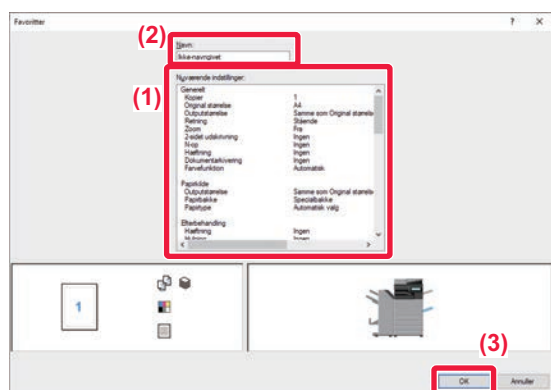 Favoritter ? ×
(2)
Navn:
Ikke-navngivet
(1)
Nuværende indstillinger:
Generelt
Kopier 1
Original størrelse A4
Outputstørrelse Samme som Original størrelse
Retning Stående
Zoom Fra
2-sidet udskrivning Ingen
N-op Ingen
Hæftning Ingen
Dokumentarkivering Ingen
Farvefunktion Automatisk
Papirkilde
Outputstørrelse Samme som Original størrelse
Papirbakke Specialbakke
Papirtype Automatisk valg
Efterbehandling
Hæftning Ingen
Hulning Ingen
1
(3)
OK Annuller